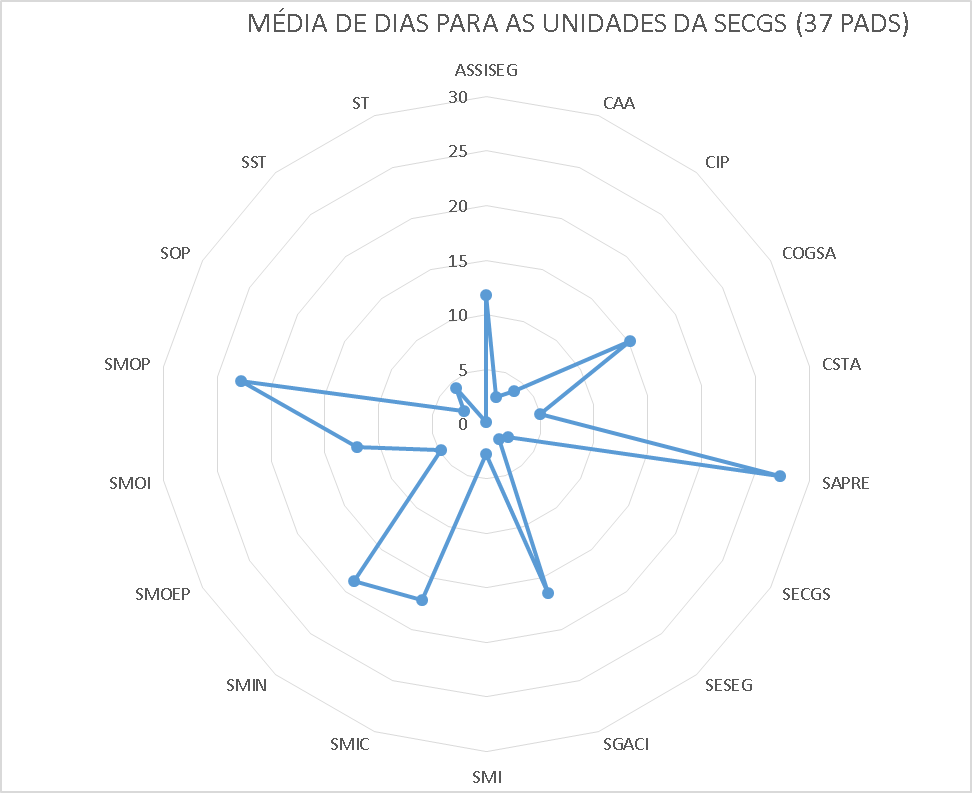 MÉDIA DE DIAS PARA AS UNIDADES DA SECGS (37 PADS)
ASSISEG
ST
30
CAA
25
SST
CIP
20
SOP
15
COGSA
10
SMOP
5
CSTA
0
SMOI
SAPRE
SMOEP
SECGS
SMIN
SESEG
SMIC
SGACI
SMI